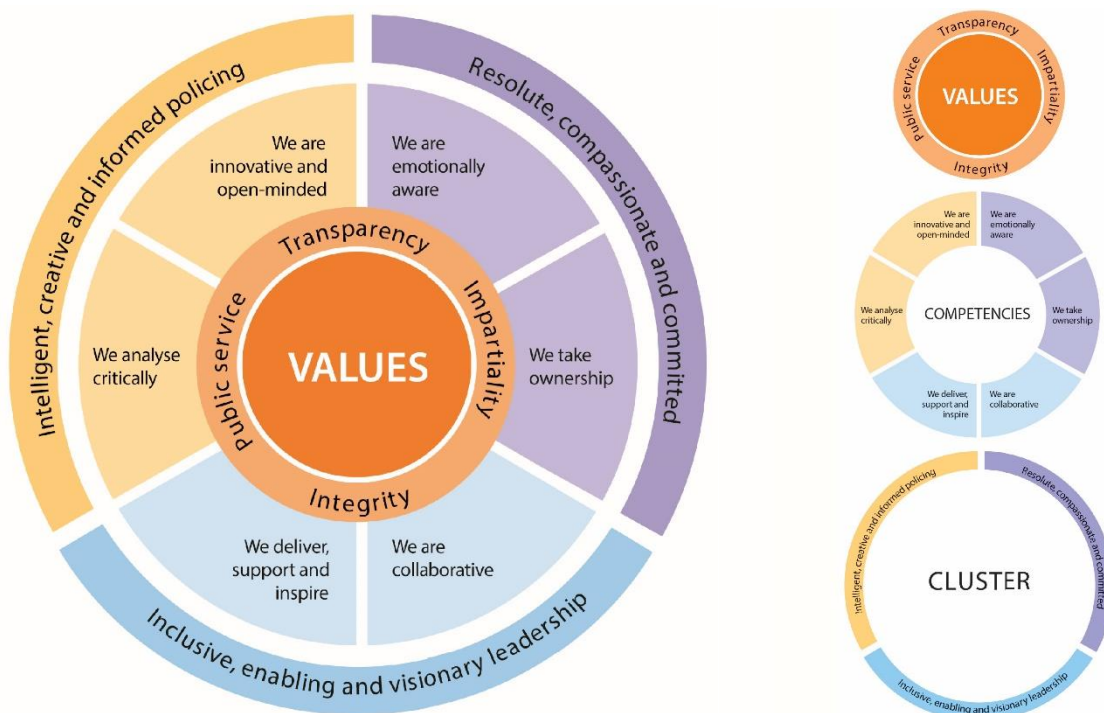 Intelligent, creative and informed policing
Resolute, compassionate and committed
Inclusive, enabling and visionary leadership
We are
innovative and
open-minded
We are
emotionally
aware
We analyse
critically
We take
ownership
We deliver,
support and
inspire
We are
collaborative
Transparency
Impartiality
Public service
Integrity
VALUES
Transparency
Impartiality
Public service
Integrity
VALUES
We are
innovative and
open-minded
We are
emotionally
aware
We analyse
critically
We take
ownership
We deliver,
support and
inspire
We are
collaborative
COMPETENCIES
Intelligent, creative and informed policing
Resolute, compassionate and committed
Inclusive, enabling and visionary leadership
CLUSTER